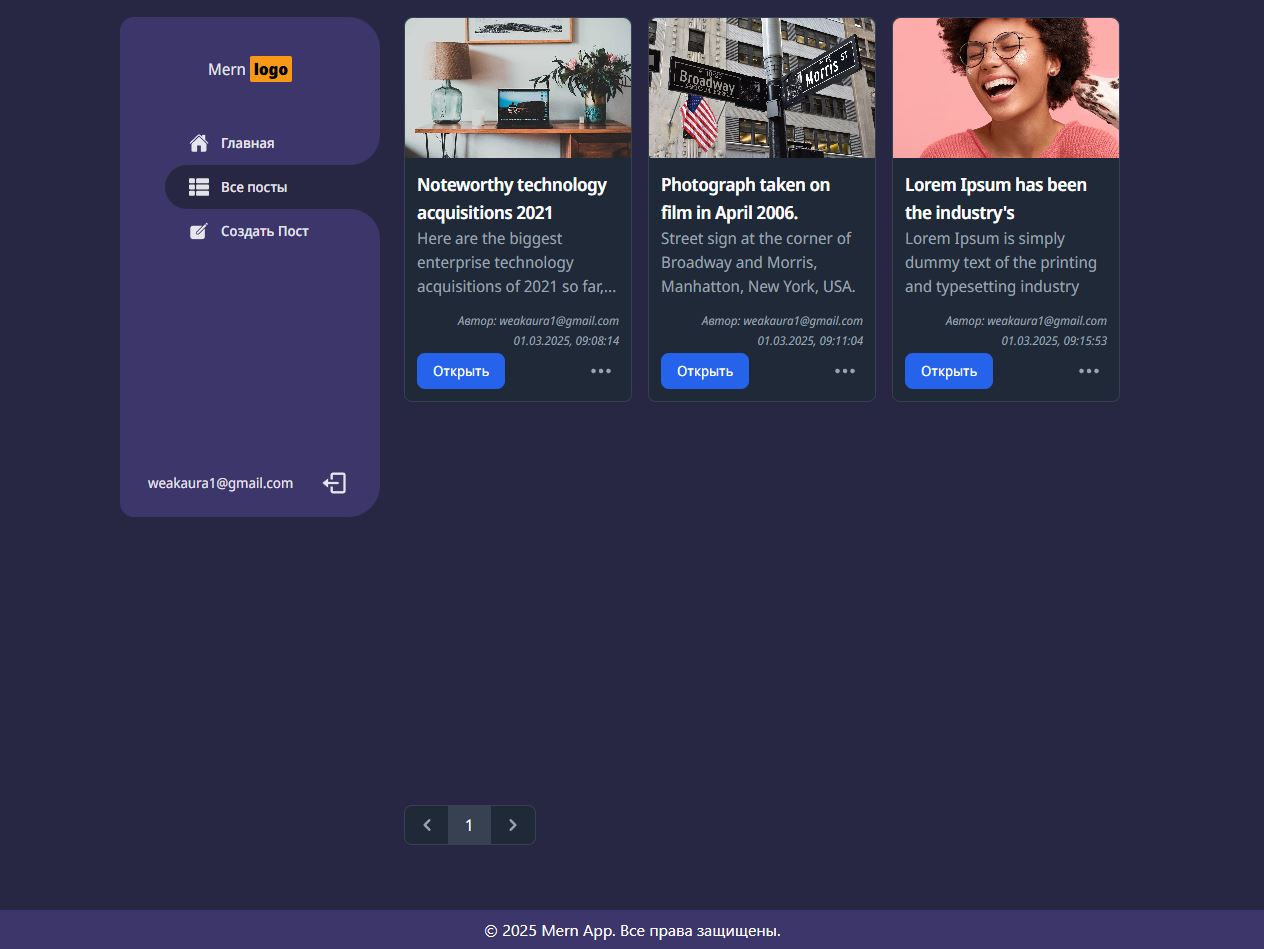 Mern logo
Главная
Все посты
Создать Пост
weakaura1@gmail.com
Broadway
Morris ST
Noteworthy technology
acquisitions 2021
Here are the biggest
enterprise technology
acquisitions of 2021 so far,...
Автор: weakaura1@gmail.com
01.03.2025, 09:08:14
Открыть
Photograph taken on
film in April 2006.
Street sign at the corner of
Broadway and Morris,
Manhatton, New York, USA.
Автор: weakaura1@gmail.com
01.03.2025, 09:11:04
Открыть
Lorem Ipsum has been
the industry's
Lorem Ipsum is simply
dummy text of the printing
and typesetting industry
Автор: weakaura1@gmail.com
01.03.2025, 09:15:53
Открыть
1
© 2025 Mern App. Все права защищены.